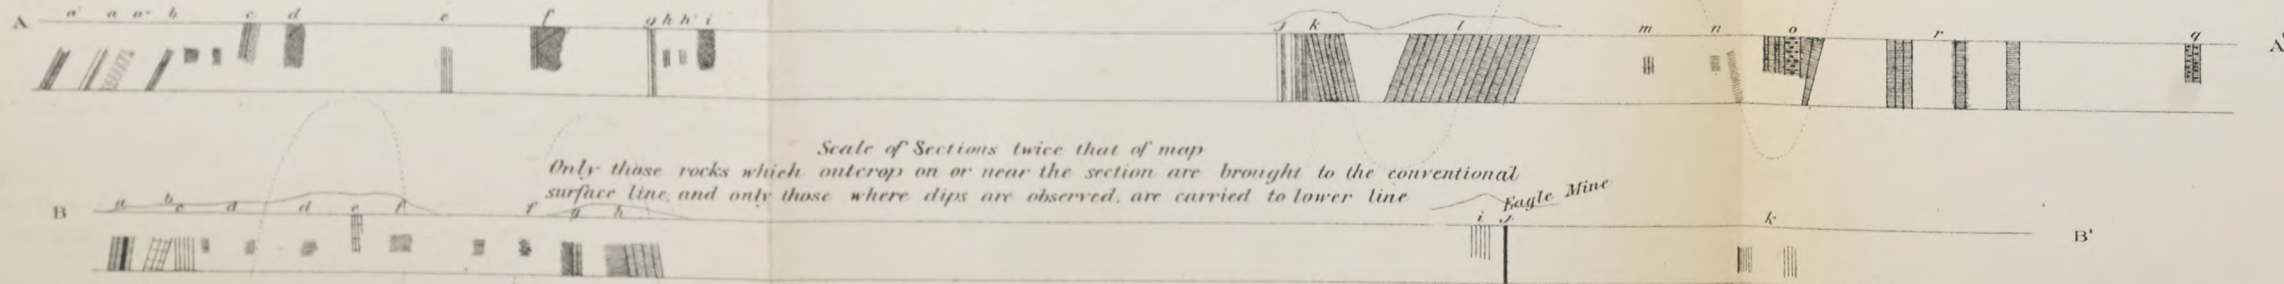 A a' a a² b c d e f g h h' i j k l m n o r q A'
Scale of Sections twice that of map
Only those rocks which outcrop on or near the section are brought to the conventional
surface line, and only those where dips are observed, are carried to lower line
Eagle Mine
B a b c d d e f f g h i j k B'